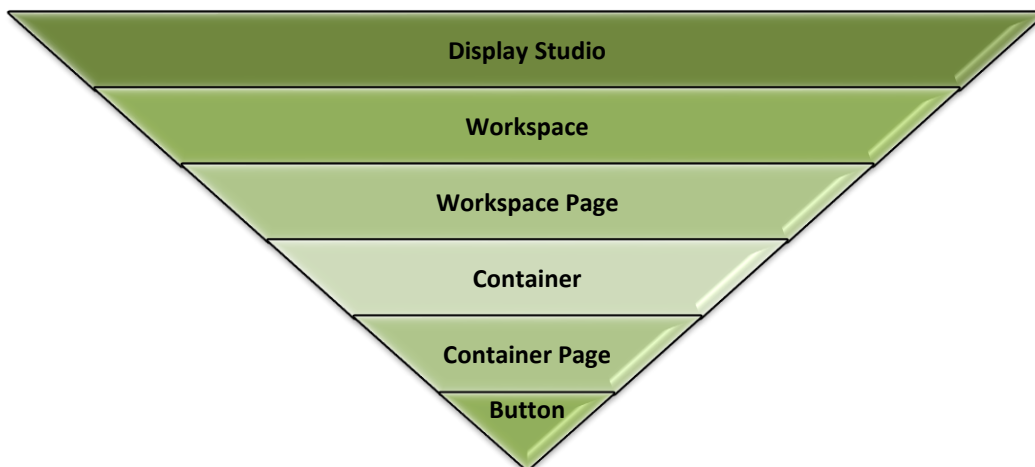 Display Studio
Workspace
Workspace Page
Container
Container Page
Button